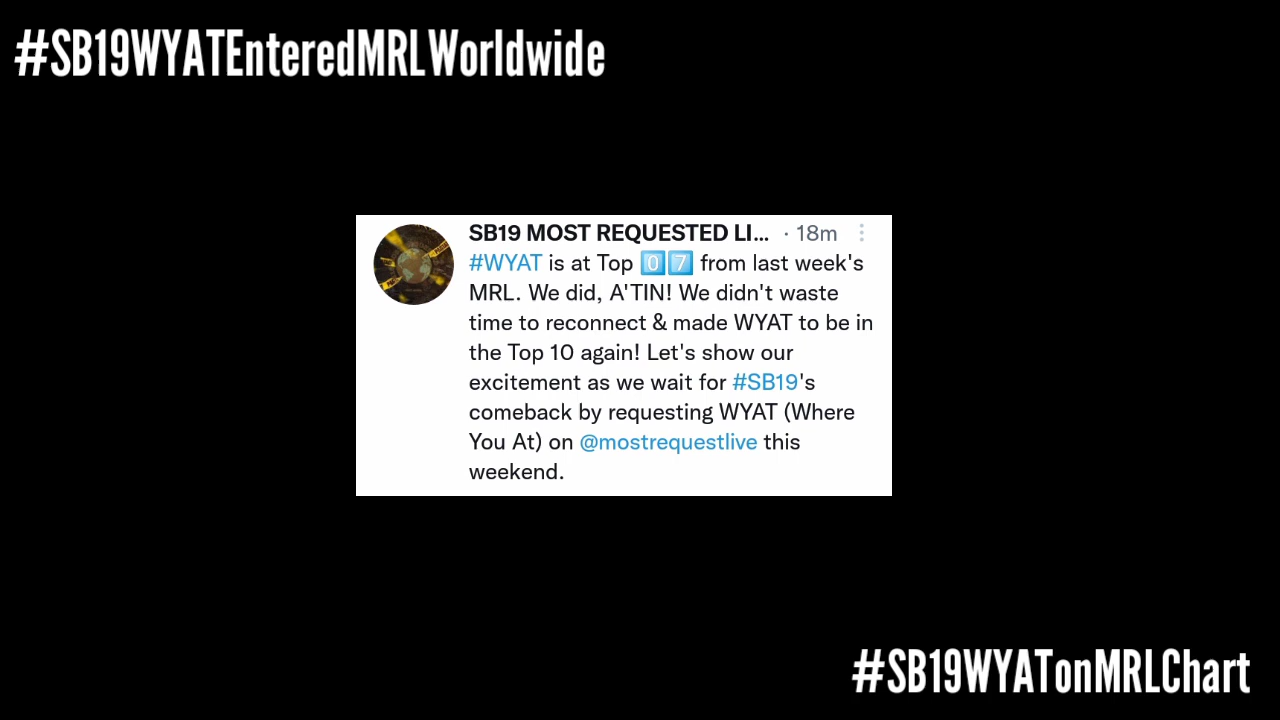 #SB19WYATEnteredMRLWorldwide
SB19 MOST REQUESTED LI... · 18m
#WYAT is at Top 0️⃣7️⃣ from last week's
MRL. We did, A'TIN! We didn't waste
time to reconnect & made WYAT to be in
the Top 10 again! Let's show our
excitement as we wait for #SB19's
comeback by requesting WYAT (Where
You At) on @mostrequestlive this
weekend.
#SB19WYATonMRLChart